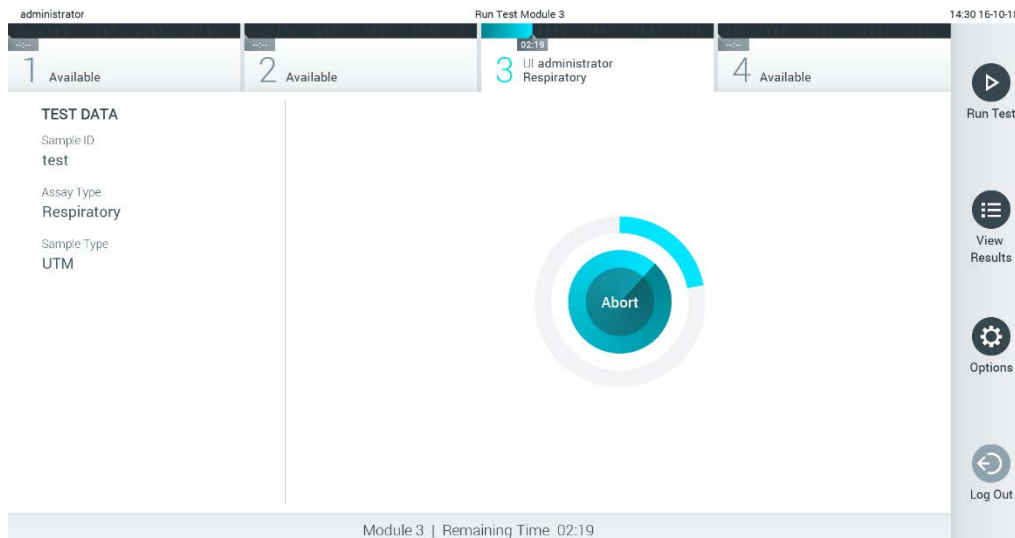 administrator
Run Test Module 3
14:30 16-10-18
--:--
1 Available
--:--
2 Available
02:19
3 UI administrator
Respiratory
--:--
4 Available
TEST DATA
Sample ID
test
Assay Type
Respiratory
Sample Type
UTM
Abort
Run Test
View
Results
Options
Log Out
Module 3 | Remaining Time 02:19